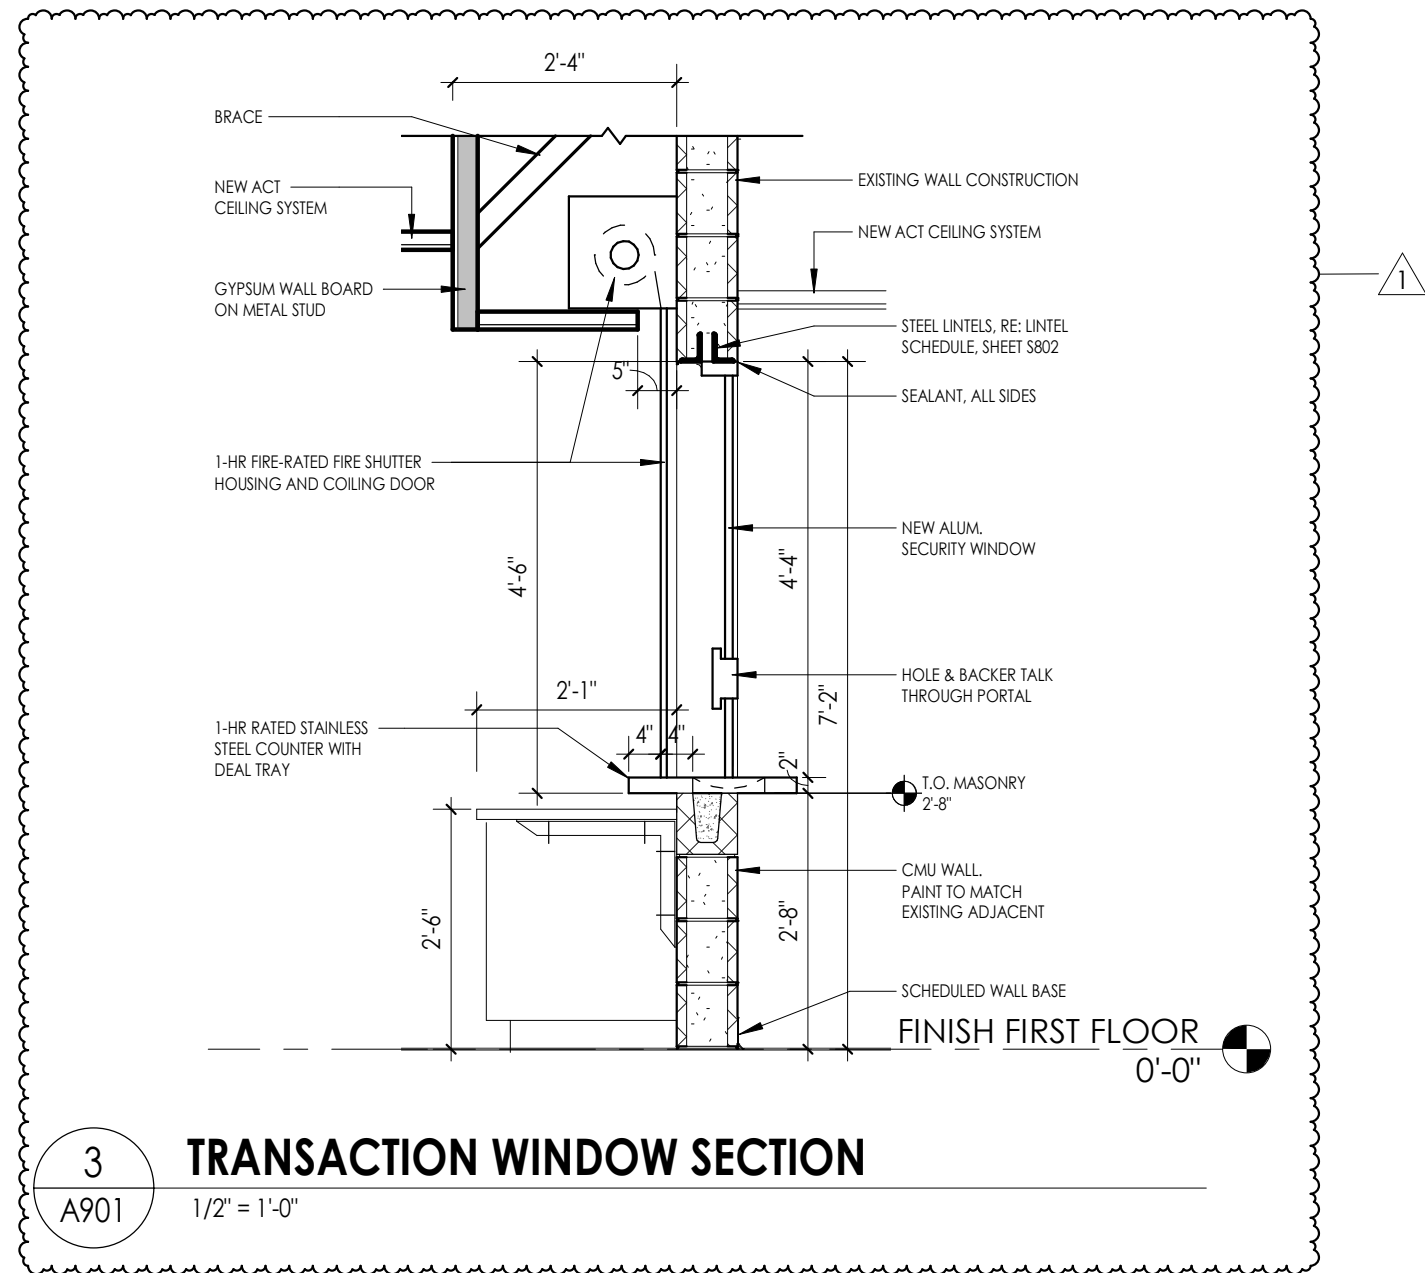 2'-4"
BRACE
NEW ACT
CEILING SYSTEM
GYPSUM WALL BOARD
ON METAL STUD
EXISTING WALL CONSTRUCTION
NEW ACT CEILING SYSTEM
1
STEEL LINTELS, RE: LINTEL
SCHEDULE, SHEET S802
SEALANT, ALL SIDES
5"
1-HR FIRE-RATED FIRE SHUTTER
HOUSING AND COILING DOOR
NEW ALUM.
SECURITY WINDOW
4'-6"
4'-4"
HOLE & BACKER TALK
THROUGH PORTAL
2'-1"
7'-2"
1-HR RATED STAINLESS
STEEL COUNTER WITH
DEAL TRAY
4"
4"
2"
T.O. MASONRY
2'-8"
CMU WALL.
PAINT TO MATCH
EXISTING ADJACENT
2'-6"
2'-8"
SCHEDULED WALL BASE
FINISH FIRST FLOOR
0'-0"
3
A901
TRANSACTION WINDOW SECTION
1/2" = 1'-0"